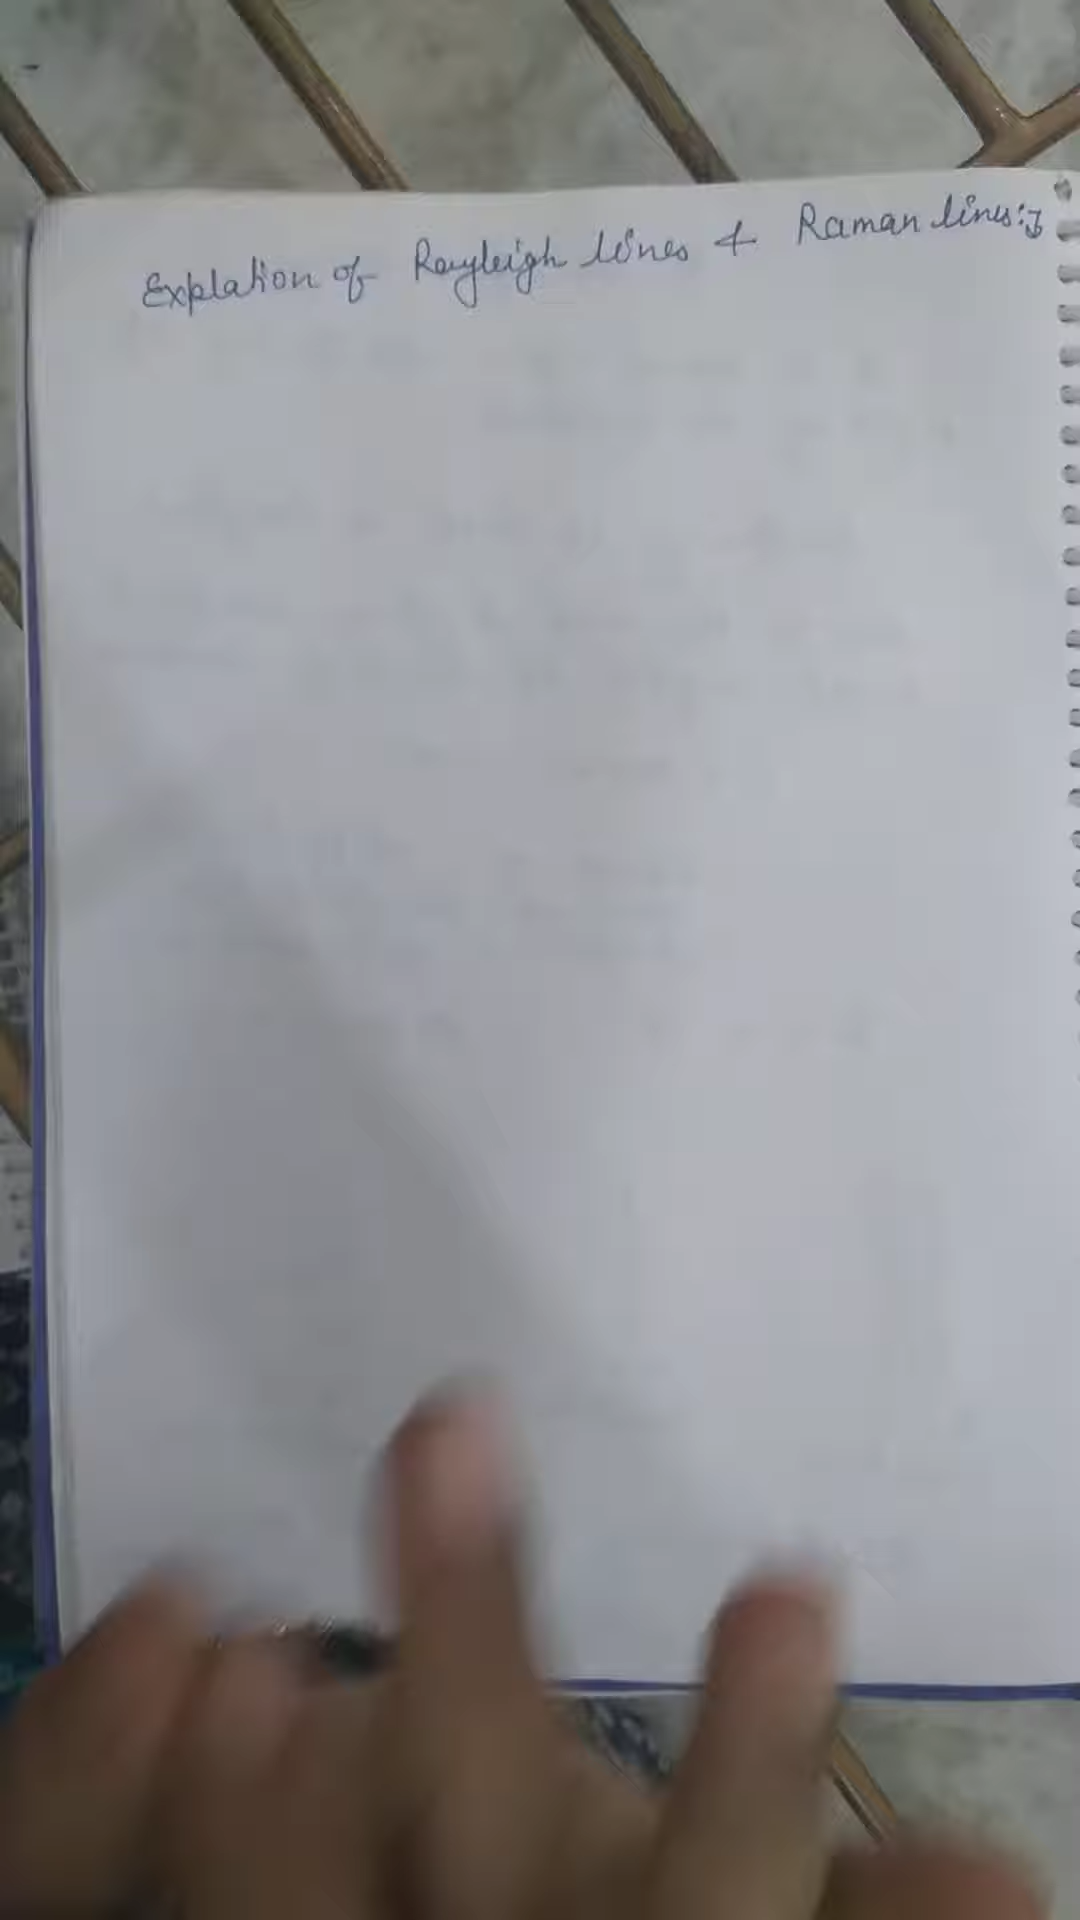 Explation of Rayleigh lines & Raman lines:→